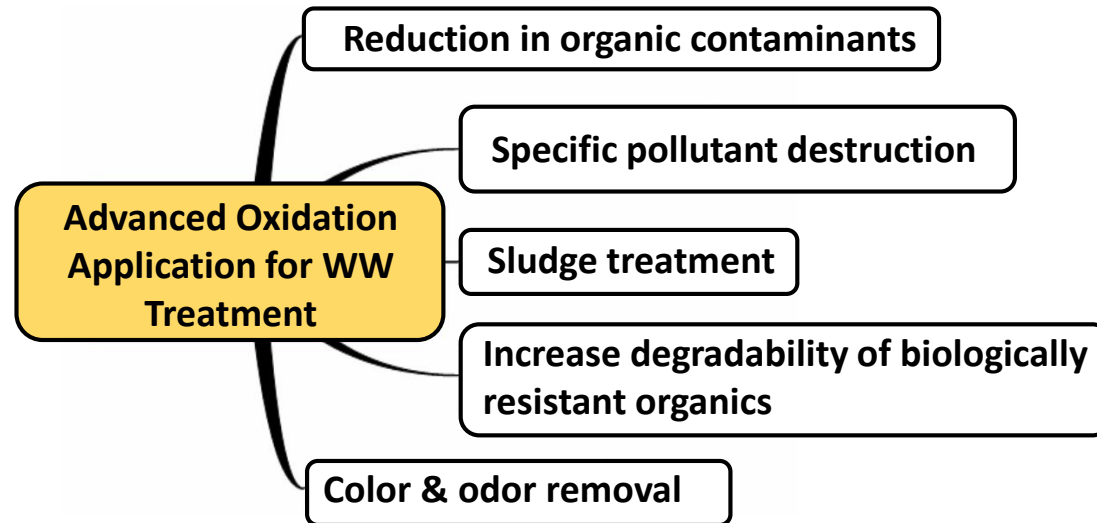 Reduction in organic contaminants
Specific pollutant destruction
Advanced Oxidation
Application for WW
Treatment
Sludge treatment
Increase degradability of biologically
resistant organics
Color & odor removal